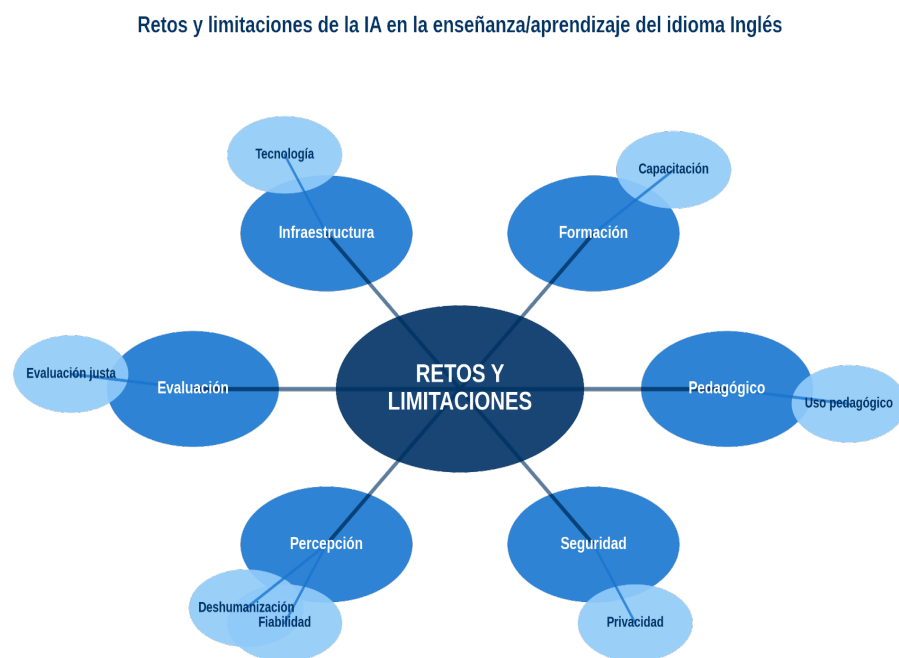 Retos y limitaciones de la IA en la enseñanza/aprendizaje del idioma Inglés
Tecnología
Capacitación
Infraestructura
Formación
Evaluación justa
Evaluación
RETOS Y
LIMITACIONES
Pedagógico
Uso pedagógico
Percepción
Seguridad
Deshumanización
Fiabilidad
Privacidad